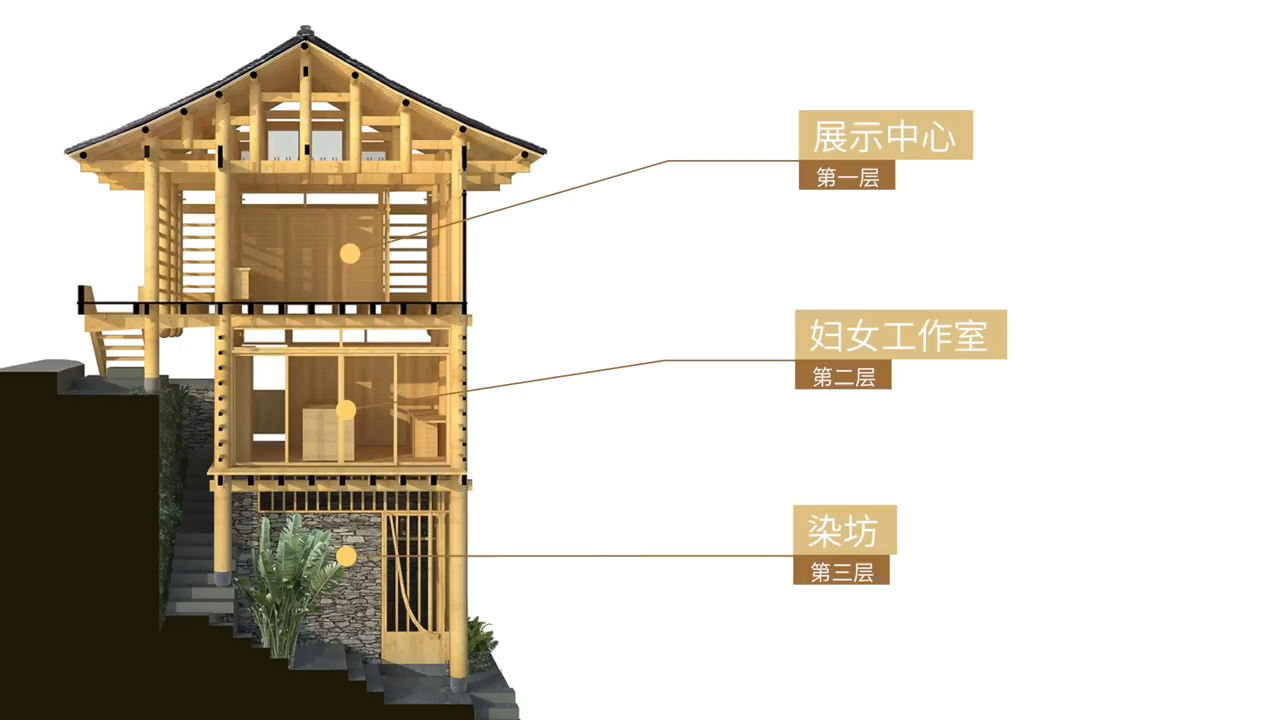 展示中心
第一层
妇女工作室
第二层
染坊
第三层